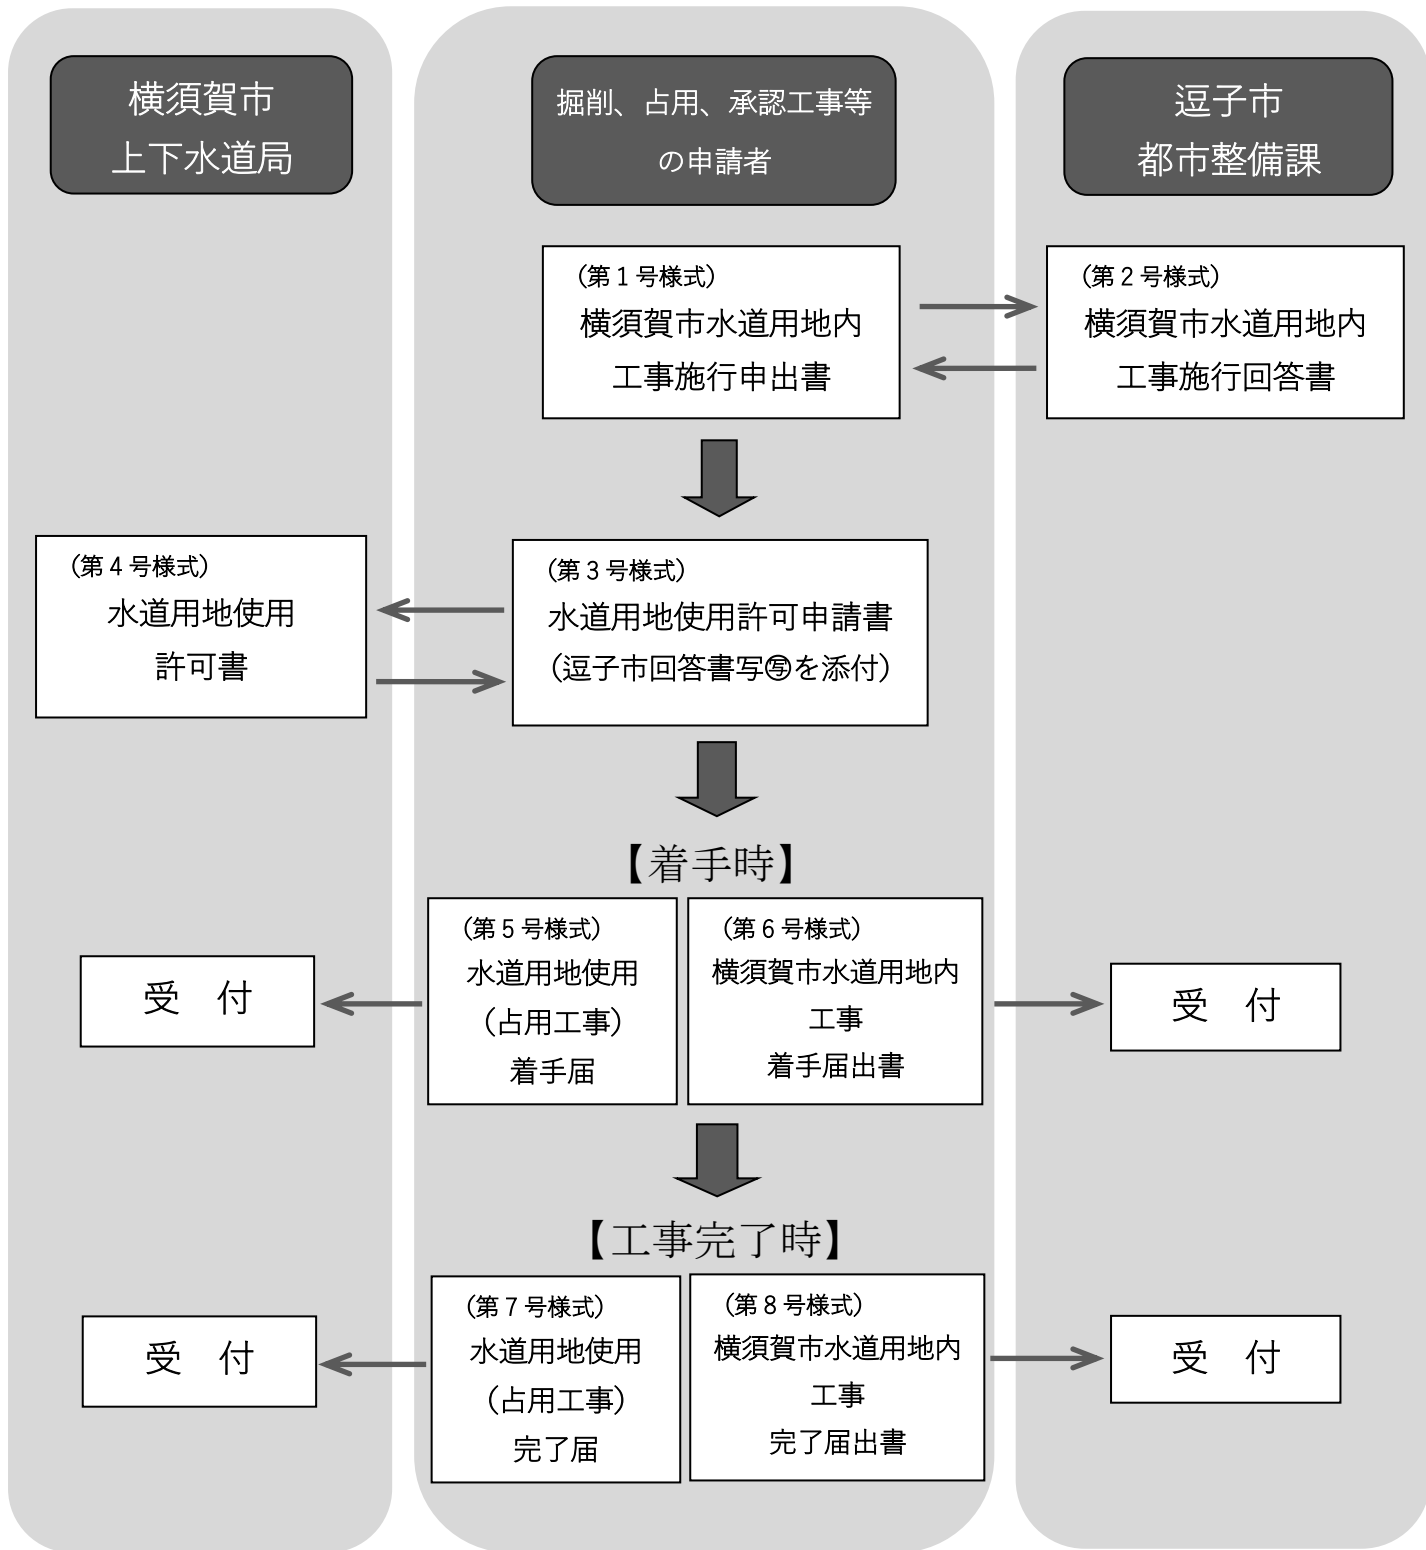 横須賀市
上下水道局
掘削、占用、承認工事等
の申請者
逗子市
都市整備課
（第１号様式）
横須賀市水道用地内
工事施行申出書
（第２号様式）
横須賀市水道用地内
工事施行回答書
（第４号様式）
水道用地使用
許可書
（第３号様式）
水道用地使用許可申請書
（逗子市回答書写㊢を添付）
【着手時】
（第５号様式）
水道用地使用
（占用工事）
着手届
（第６号様式）
横須賀市水道用地内
工事
着手届出書
受　付
受　付
【工事完了時】
（第７号様式）
水道用地使用
（占用工事）
完了届
（第８号様式）
横須賀市水道用地内
工事
完了届出書
受　付
受　付